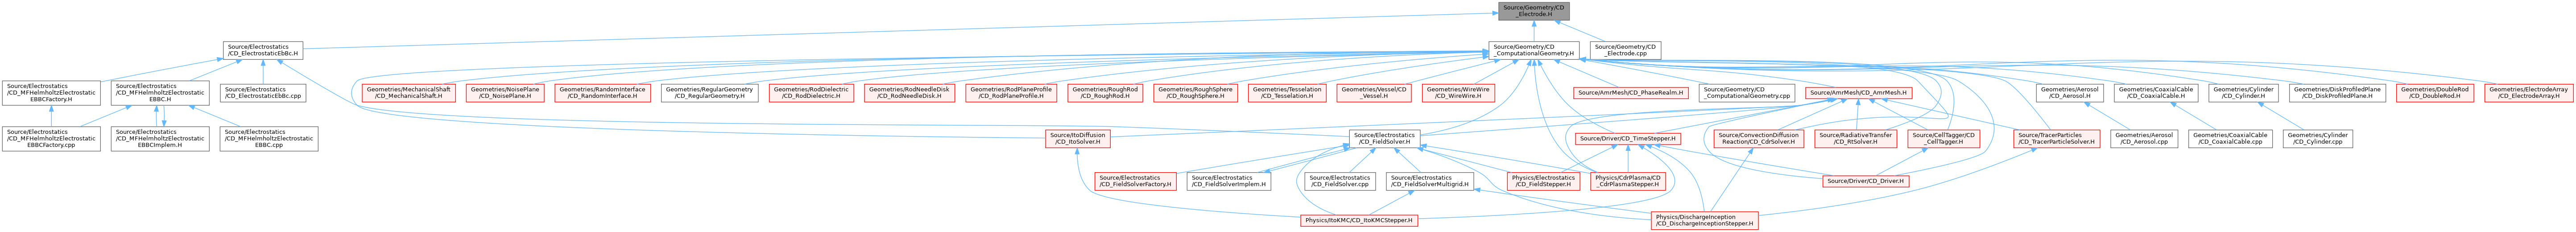 Source/Geometry/CD
_Electrode.H
Source/Electrostatics
/CD_ElectrostaticEbBc.H
Source/Geometry/CD
_ComputationalGeometry.H
Source/Geometry/CD
_Electrode.cpp
Source/Electrostatics
/CD_MFHelmholtzElectrostatic
EBBCFactory.H
Source/Electrostatics
/CD_MFHelmholtzElectrostatic
EBBC.H
Source/Electrostatics
/CD_ElectrostaticEbBc.cpp
Geometries/MechanicalShaft
/CD_MechanicalShaft.H
Geometries/NoisePlane
/CD_NoisePlane.H
Geometries/RandomInterface
/CD_RandomInterface.H
Geometries/RegularGeometry
/CD_RegularGeometry.H
Geometries/RodDielectric
/CD_RodDielectric.H
Geometries/RodNeedleDisk
/CD_RodNeedleDisk.H
Geometries/RodPlaneProfile
/CD_RodPlaneProfile.H
Geometries/RoughRod
/CD_RoughRod.H
Geometries/RoughSphere
/CD_RoughSphere.H
Geometries/Tesselation
/CD_Tesselation.H
Geometries/Vessel/CD
_Vessel.H
Geometries/WireWire
/CD_WireWire.H
Source/AmrMesh/CD_PhaseRealm.H
Source/Geometry/CD
_ComputationalGeometry.cpp
Source/AmrMesh/CD_AmrMesh.H
Geometries/Aerosol
/CD_Aerosol.H
Geometries/CoaxialCable
/CD_CoaxialCable.H
Geometries/Cylinder
/CD_Cylinder.H
Geometries/DiskProfiledPlane
/CD_DiskProfiledPlane.H
Geometries/DoubleRod
/CD_DoubleRod.H
Geometries/ElectrodeArray
/CD_ElectrodeArray.H
Source/Electrostatics
/CD_MFHelmholtzElectrostatic
EBBCFactory.cpp
Source/Electrostatics
/CD_MFHelmholtzElectrostatic
EBBCImplem.H
Source/Electrostatics
/CD_MFHelmholtzElectrostatic
EBBC.cpp
Source/ItoDiffusion
/CD_ItoSolver.H
Source/Electrostatics
/CD_FieldSolver.H
Source/Driver/CD_TimeStepper.H
Source/ConvectionDiffusion
Reaction/CD_CdrSolver.H
Source/RadiativeTransfer
/CD_RtSolver.H
Source/CellTagger/CD
_CellTagger.H
Source/TracerParticles
/CD_TracerParticleSolver.H
Geometries/Aerosol
/CD_Aerosol.cpp
Geometries/CoaxialCable
/CD_CoaxialCable.cpp
Geometries/Cylinder
/CD_Cylinder.cpp
Source/Electrostatics
/CD_FieldSolverFactory.H
Source/Electrostatics
/CD_FieldSolverImplem.H
Source/Electrostatics
/CD_FieldSolver.cpp
Source/Electrostatics
/CD_FieldSolverMultigrid.H
Physics/Electrostatics
/CD_FieldStepper.H
Physics/CdrPlasma/CD
_CdrPlasmaStepper.H
Source/Driver/CD_Driver.H
Physics/ItoKMC/CD_ItoKMCStepper.H
Physics/DischargeInception
/CD_DischargeInceptionStepper.H